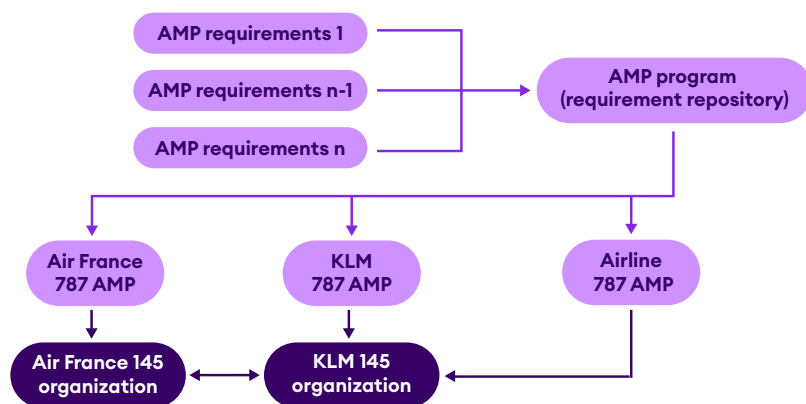 AMP requirements 1
AMP requirements n-1
AMP requirements n
AMP program
(requirement repository)
Air France
787 AMP
KLM
787 AMP
Airline
787 AMP
Air France 145
organization
KLM 145
organization